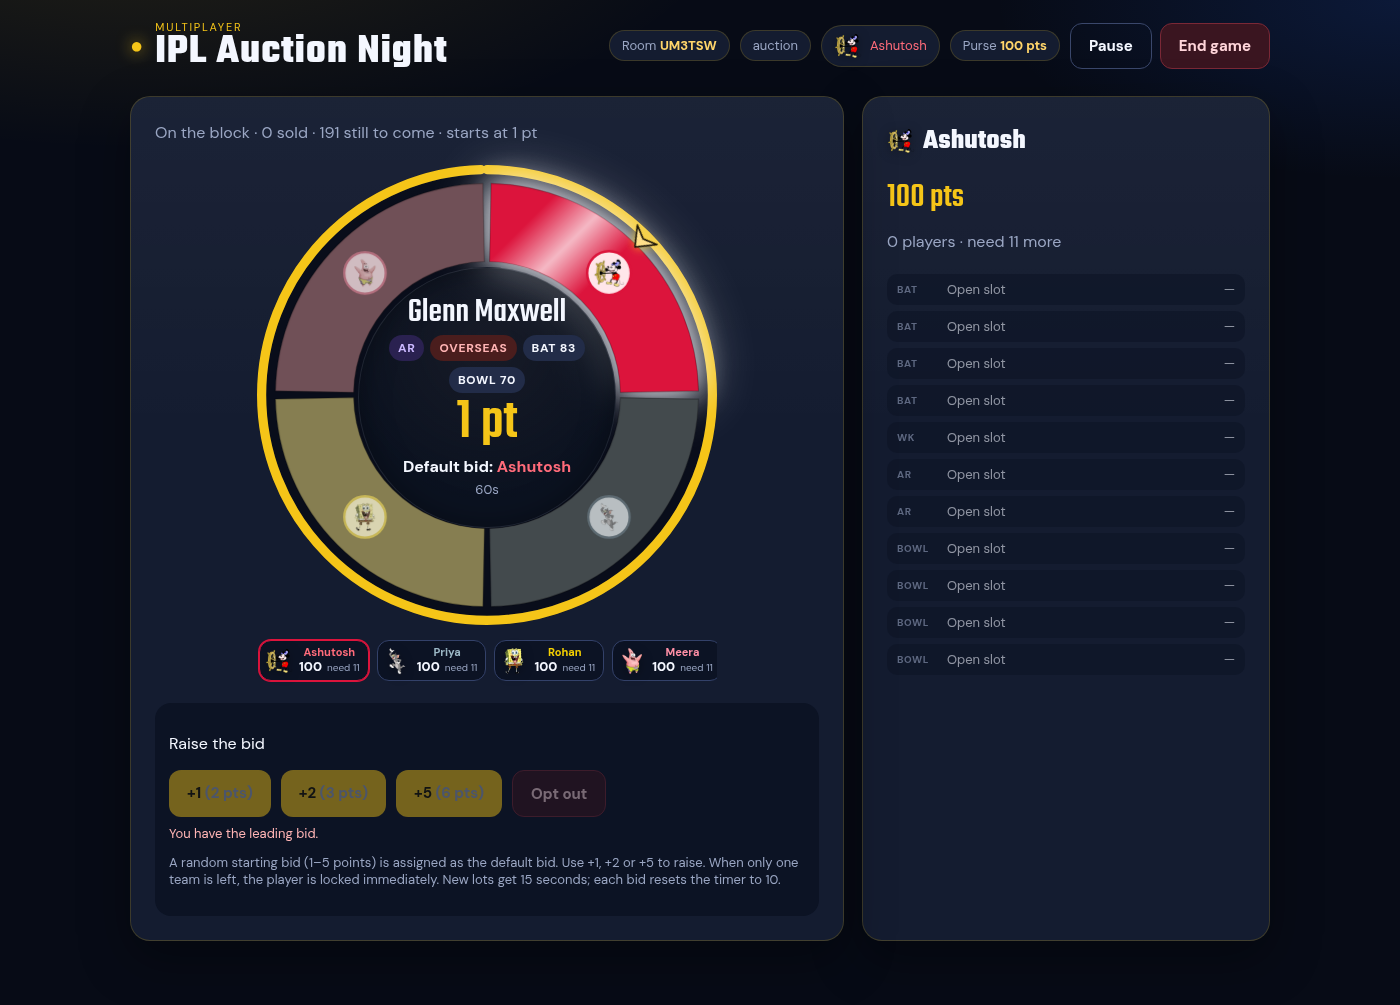 MULTIPLAYER
IPL Auction Night
Room UM3TSW
auction
Ashutosh
Purse 100 pts
Pause
End game
On the block · 0 sold · 191 still to come · starts at 1 pt
Glenn Maxwell
AR
OVERSEAS
BAT 83
BOWL 70
1 pt
Default bid: Ashutosh
60s
Ashutosh
100 need 11
Priya
100 need 11
Rohan
100 need 11
Meera
100 need 11
Raise the bid
+1 (2 pts)
+2 (3 pts)
+5 (6 pts)
Opt out
You have the leading bid.
A random starting bid (1–5 points) is assigned as the default bid. Use +1, +2 or +5 to raise. When only one
team is left, the player is locked immediately. New lots get 15 seconds; each bid resets the timer to 10.
Ashutosh
100 pts
0 players · need 11 more
BAT Open slot —
BAT Open slot —
BAT Open slot —
BAT Open slot —
WK Open slot —
AR Open slot —
AR Open slot —
BOWL Open slot —
BOWL Open slot —
BOWL Open slot —
BOWL Open slot —